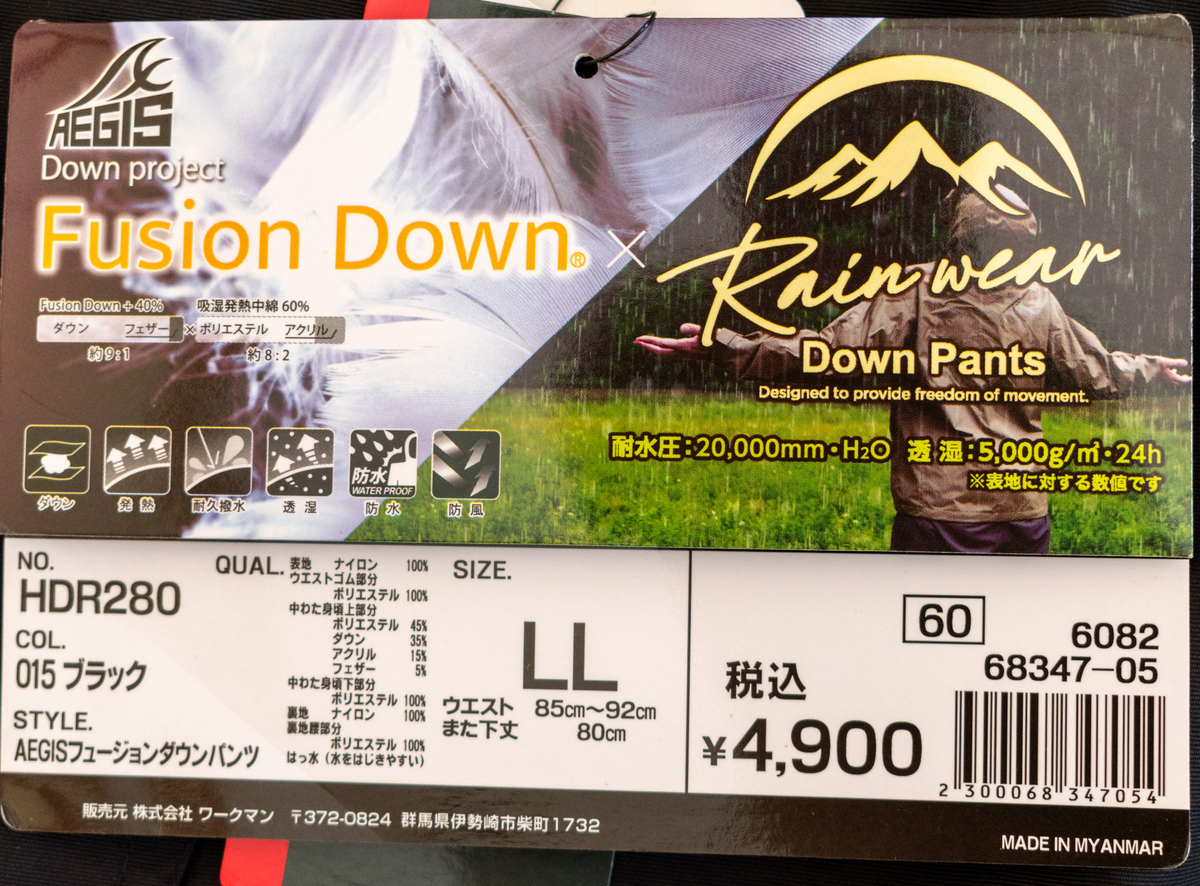 AEGIS
Down project
Fusion Down® ×
Fusion Down + 40% 吸湿発熱中綿 60%
ダウン フェザー × ポリエステル アクリル
約9:1 約8:2
Rain wear
Down Pants
Designed to provide freedom of movement.
耐水圧:20,000mm・H₂O 透 湿:5,000g/㎡・24h
※表地に対する数値です
防水
WATER PROOF
ダウン 発 熱 耐久撥水 透 湿 防 水 防 風
NO.
HDR280
COL.
015 ブラック
STYLE.
AEGISフュージョンダウンパンツ
QUAL.
表地 ナイロン 100%
ウエストゴム部分
ポリエステル 100%
中わた身頃上部分
ポリエステル 45%
ダウン 35%
アクリル 15%
フェザー 5%
中わた身頃下部分
ポリエステル 100%
裏地 ナイロン 100%
裏地腰部分
ポリエステル 100%
はっ水(水をはじきやすい)
SIZE.
LL
ウエスト 85cm〜92cm
また下丈 80cm
60
6082
68347-05
税込
¥4,900
2 300068 347054
販売元 株式会社 ワークマン 〒372-0824 群馬県伊勢崎市柴町1732
MADE IN MYANMAR